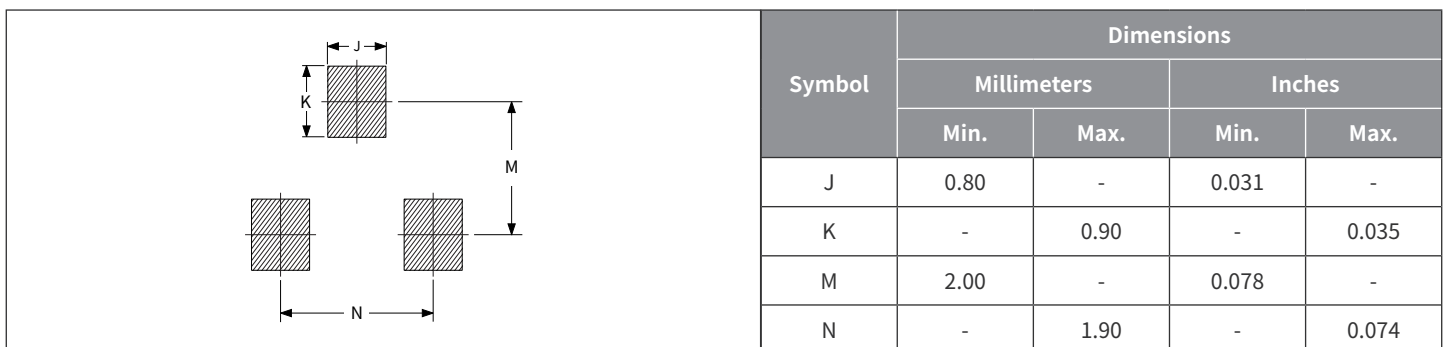 J
K
M
N
Symbol Dimensions
Millimeters Inches
Min. Max. Min. Max.
J 0.80 - 0.031 -
K - 0.90 - 0.035
M 2.00 - 0.078 -
N - 1.90 - 0.074